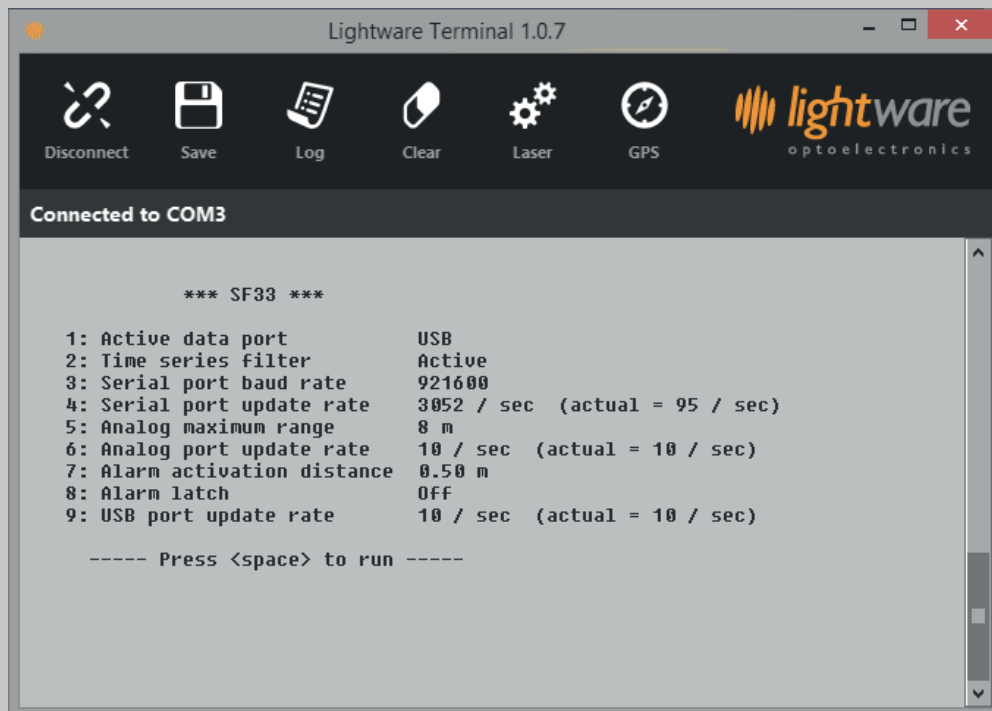 Lightware Terminal 1.0.7
Disconnect Save Log Clear Laser GPS
lightware
optoelectronics
Connected to COM3
*** SF33 ***
1: Active data port USB
2: Time series filter Active
3: Serial port baud rate 921600
4: Serial port update rate 3052 / sec (actual = 95 / sec)
5: Analog maximum range 8 m
6: Analog port update rate 10 / sec (actual = 10 / sec)
7: Alarm activation distance 0.50 m
8: Alarm latch Off
9: USB port update rate 10 / sec (actual = 10 / sec)
----- Press <space> to run -----